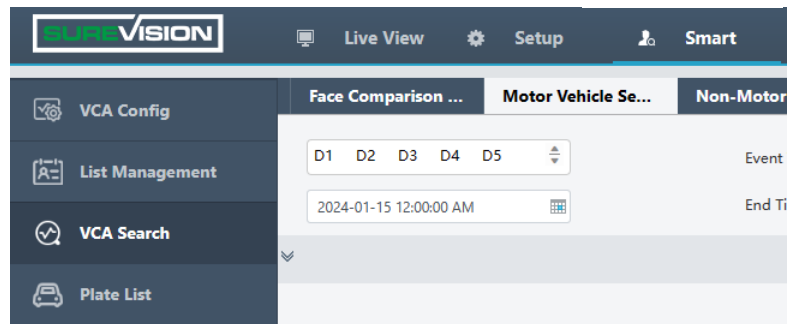 SUREVISION Live View Setup Smart
Face Comparison ... Motor Vehicle Se... Non-Motor
VCA Config
D1 D2 D3 D4 D5 Event
List Management
2024-01-15 12:00:00 AM End Ti
VCA Search
Plate List